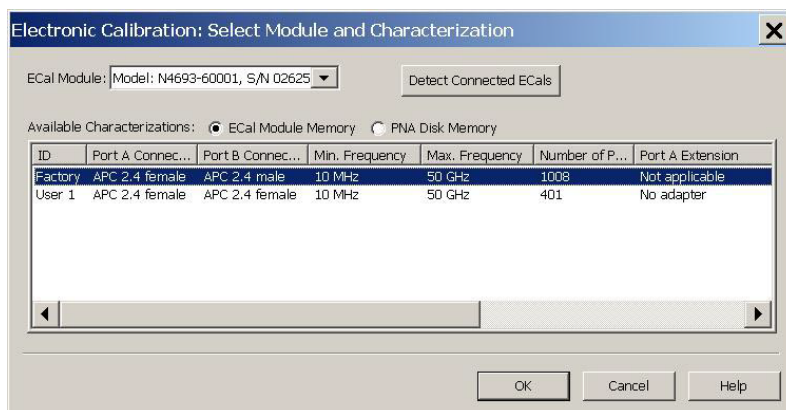 Electronic Calibration: Select Module and Characterization
ECal Module: Model: N4693-60001, S/N 02625 Detect Connected ECals
Available Characterizations: ECal Module Memory PNA Disk Memory
ID Port A Connec... Port B Connec... Min. Frequency Max. Frequency Number of P... Port A Extension
Factory APC 2.4 female APC 2.4 male 10 MHz 50 GHz 1008 Not applicable
User 1 APC 2.4 female APC 2.4 female 10 MHz 50 GHz 401 No adapter
OK Cancel Help